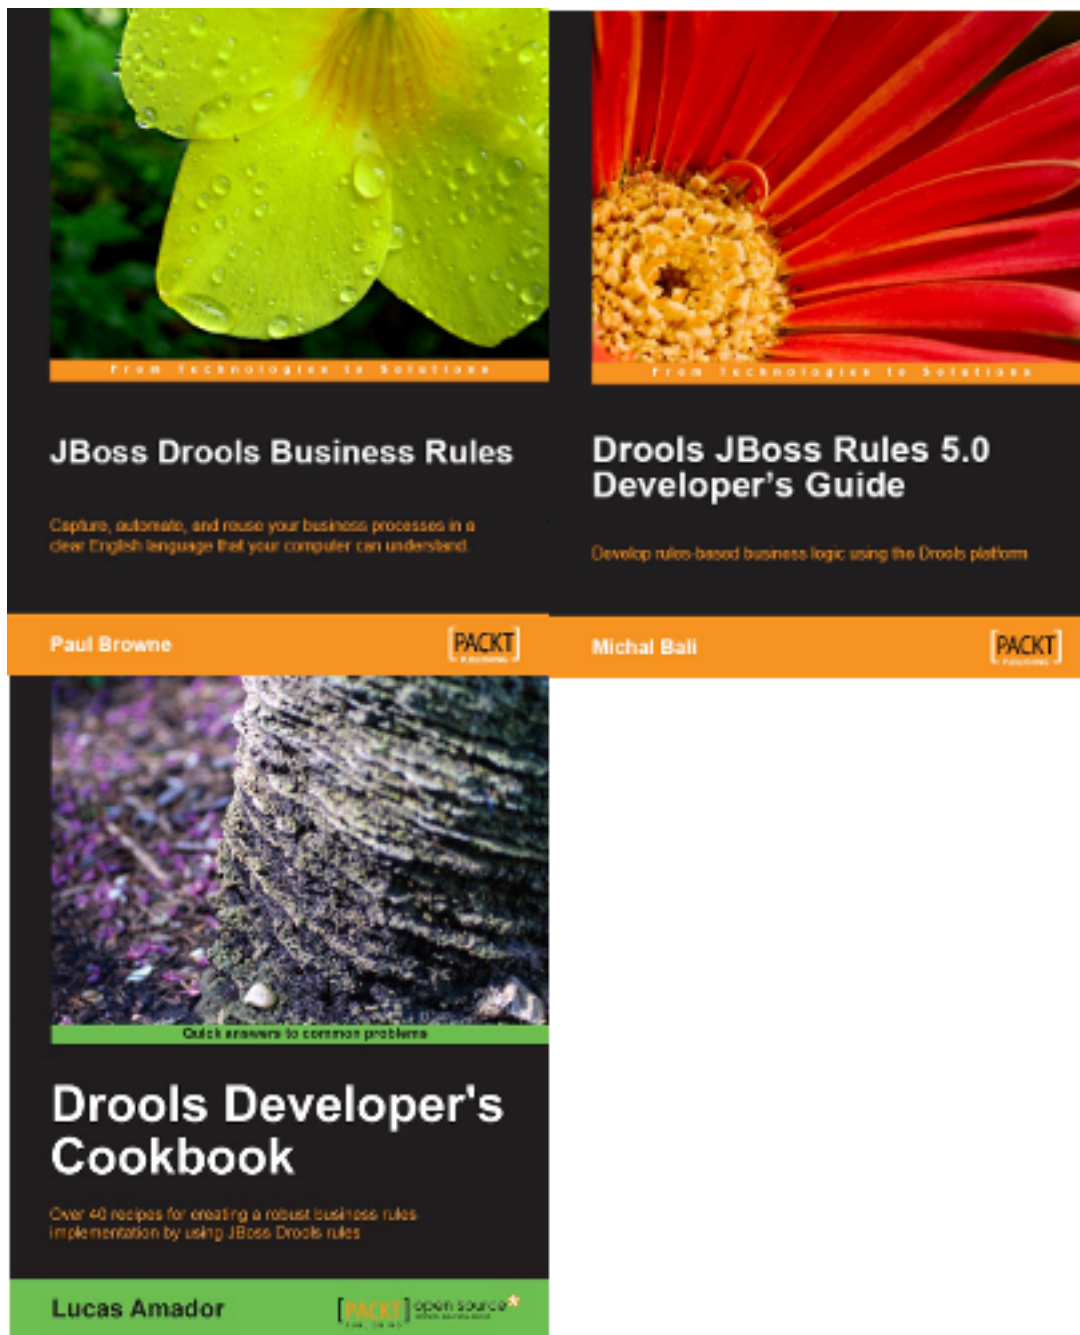 From Technologies to Solutions
JBoss Drools Business Rules
Capture, automate, and reuse your business processes in a
clear English language that your computer can understand.
Paul Browne
[PACKT]
PUBLISHING
From Technologies to Solutions
Drools JBoss Rules 5.0
Developer's Guide
Develop rules-based business logic using the Drools platform
Michal Bali
[PACKT]
PUBLISHING
Quick answers to common problems
Drools Developer's
Cookbook
Over 40 recipes for creating a robust business rules
implementation by using JBoss Drools rules
Lucas Amador
[PACKT] open source*
PUBLISHING